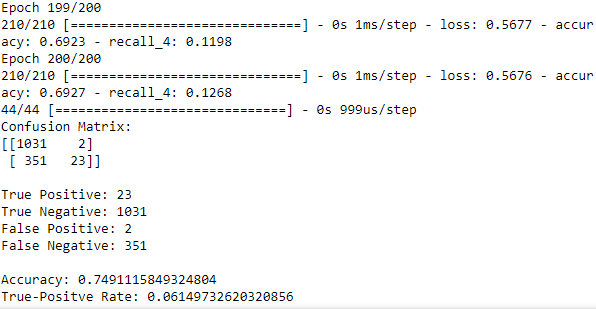 Epoch 199/200
210/210 [==============================] - 0s 1ms/step - loss: 0.5677 - accur
acy: 0.6923 - recall_4: 0.1198
Epoch 200/200
210/210 [==============================] - 0s 1ms/step - loss: 0.5676 - accur
acy: 0.6927 - recall_4: 0.1268
44/44 [==============================] - 0s 999us/step
Confusion Matrix:
[[1031    2]
 [ 351   23]]

True Positive: 23
True Negative: 1031
False Positive: 2
False Negative: 351

Accuracy: 0.7491115849324804
True-Positve Rate: 0.06149732620320856